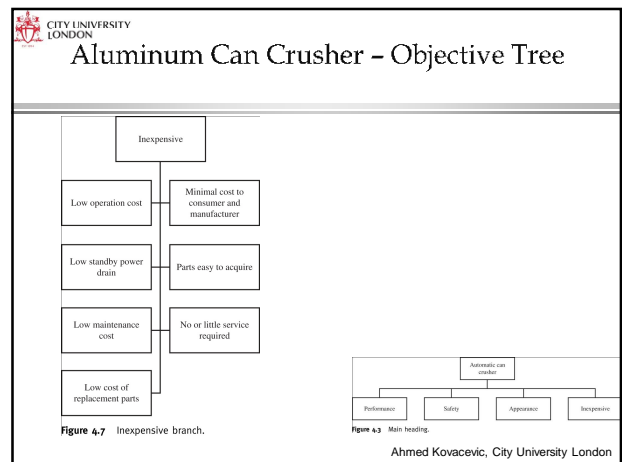 CITY UNIVERSITY
LONDON
Aluminum Can Crusher – Objective Tree
Inexpensive
Low operation cost
Minimal cost to
consumer and
manufacturer
Low standby power
drain
Parts easy to acquire
Low maintenance
cost
No or little service
required
Low cost of
replacement parts
Figure 4.7 Inexpensive branch.
Automatic can
crusher
Performance
Safety
Appearance
Inexpensive
Figure 4.3 Main heading.
Ahmed Kovacevic, City University London